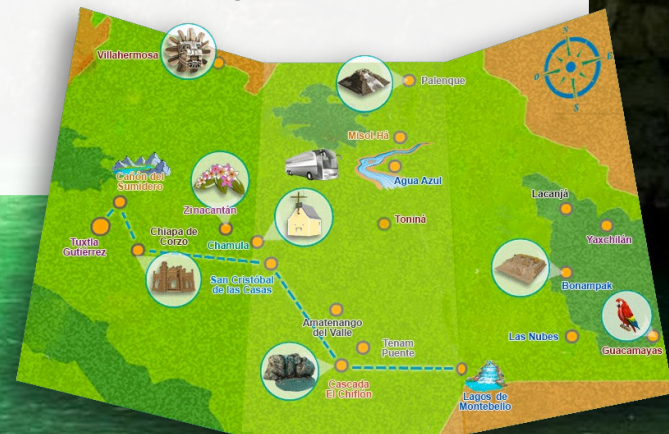 Villahermosa
N
E
S
O
Palenque
Misol-Há
Agua Azul
Cañón del
Sumidero
Zinacantán
Lacanjá
Tuxtla
Gutiérrez
Chiapa de
Corzo
Chamula
Toniná
Yaxchilán
San Cristóbal
de las Casas
Bonampak
Amatenango
del Valle
Tenam
Puente
Las Nubes
Guacamayas
Cascada
El Chiflón
Lagos de
Montebello